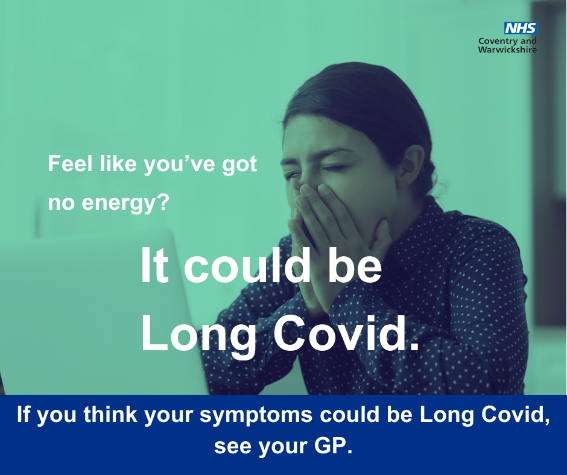 NHS
Coventry and
Warwickshire
Feel like you’ve got
no energy?
It could be
Long Covid.
If you think your symptoms could be Long Covid,
see your GP.